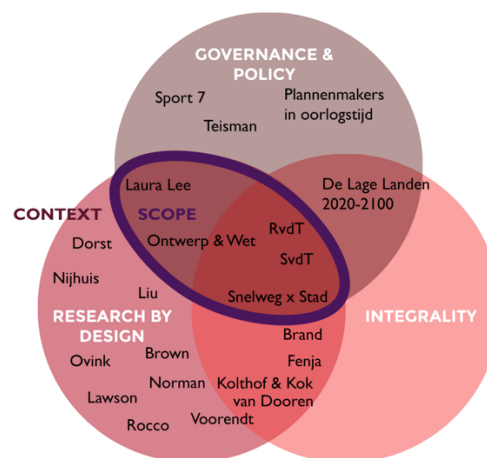 GOVERNANCE &
POLICY
Sport 7
Plannenmakers
in oorlogstijd
Teisman
Laura Lee
De Lage Landen
2020-2100
CONTEXT
SCOPE
RvdT
Dorst
Ontwerp & Wet
SvdT
Nijhuis
Liu
Snelweg x Stad
RESEARCH BY
DESIGN
INTEGRALITY
Brand
Ovink
Brown
Fenja
Norman
Kolthof & Kok
van Dooren
Lawson
Rocco
Voorendt